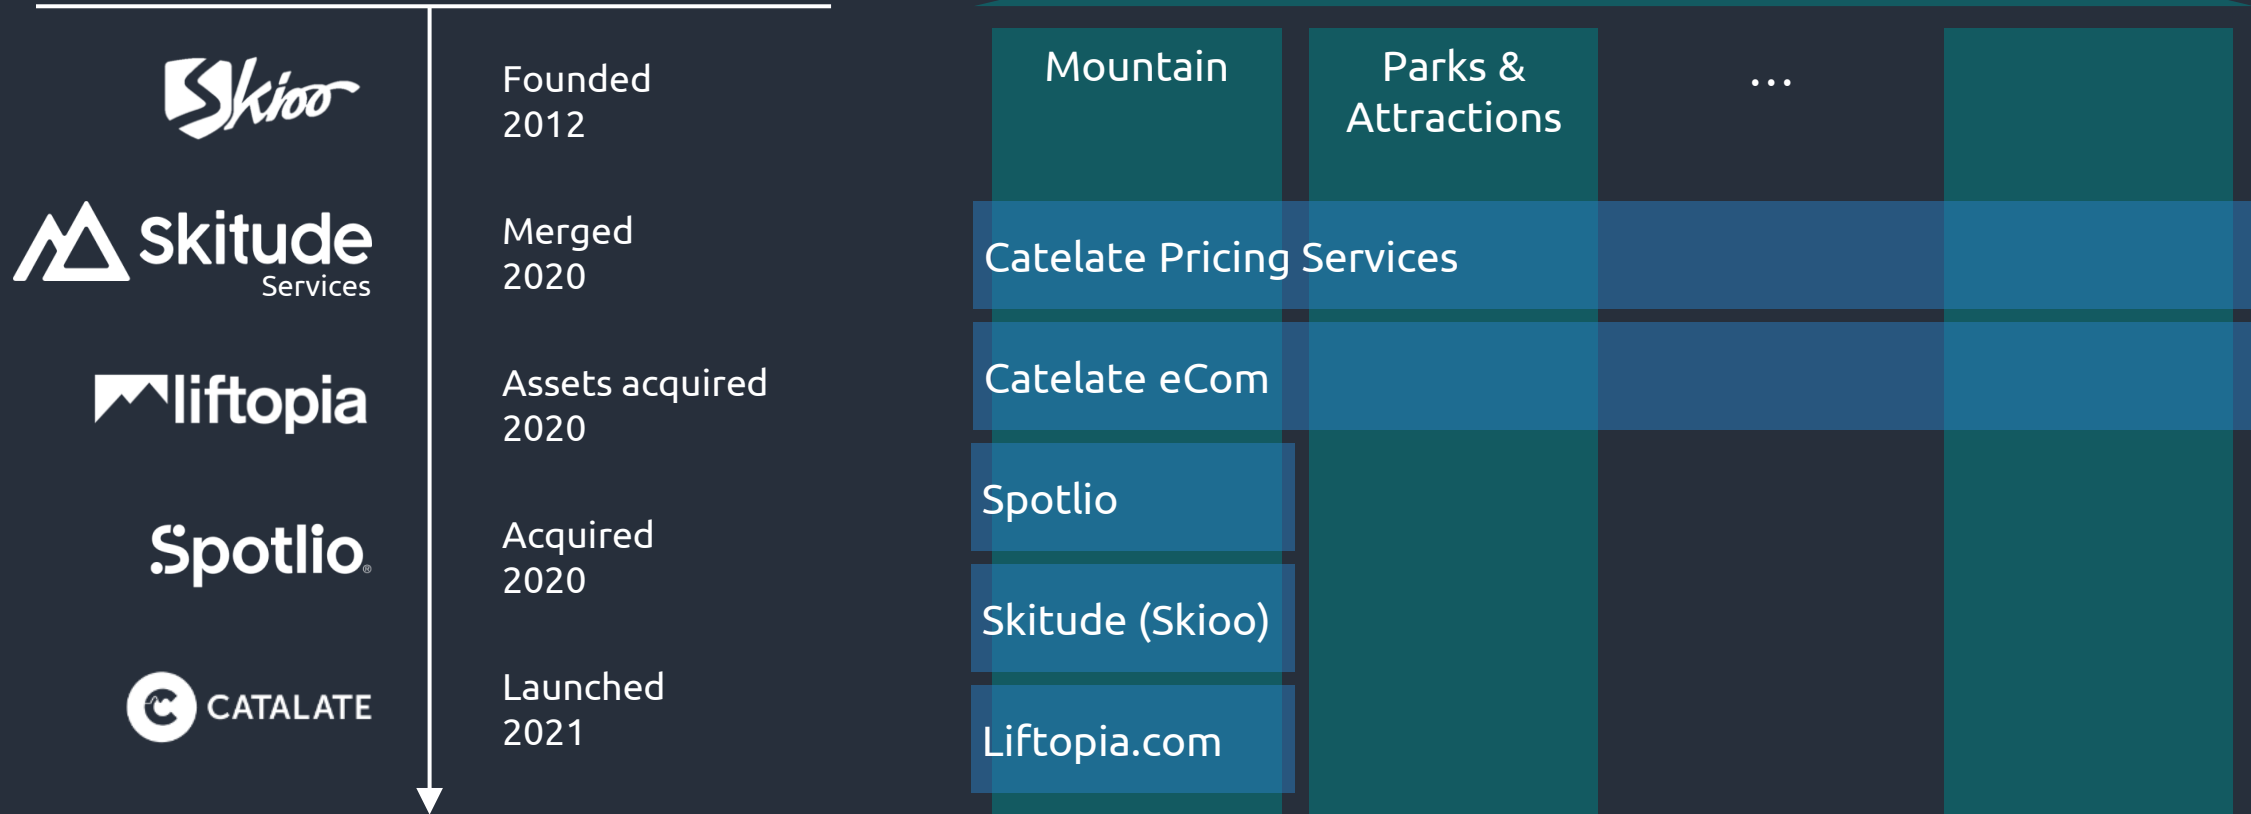 Skioo
Founded
2012
Skitude
Services
Merged
2020
liftopia
Assets acquired
2020
Spotlio®
Acquired
2020
CATALATE
Launched
2021
Mountain
Parks &
Attractions
...
Catelate Pricing Services
Catelate eCom
Spotlio
Skitude (Skioo)
Liftopia.com